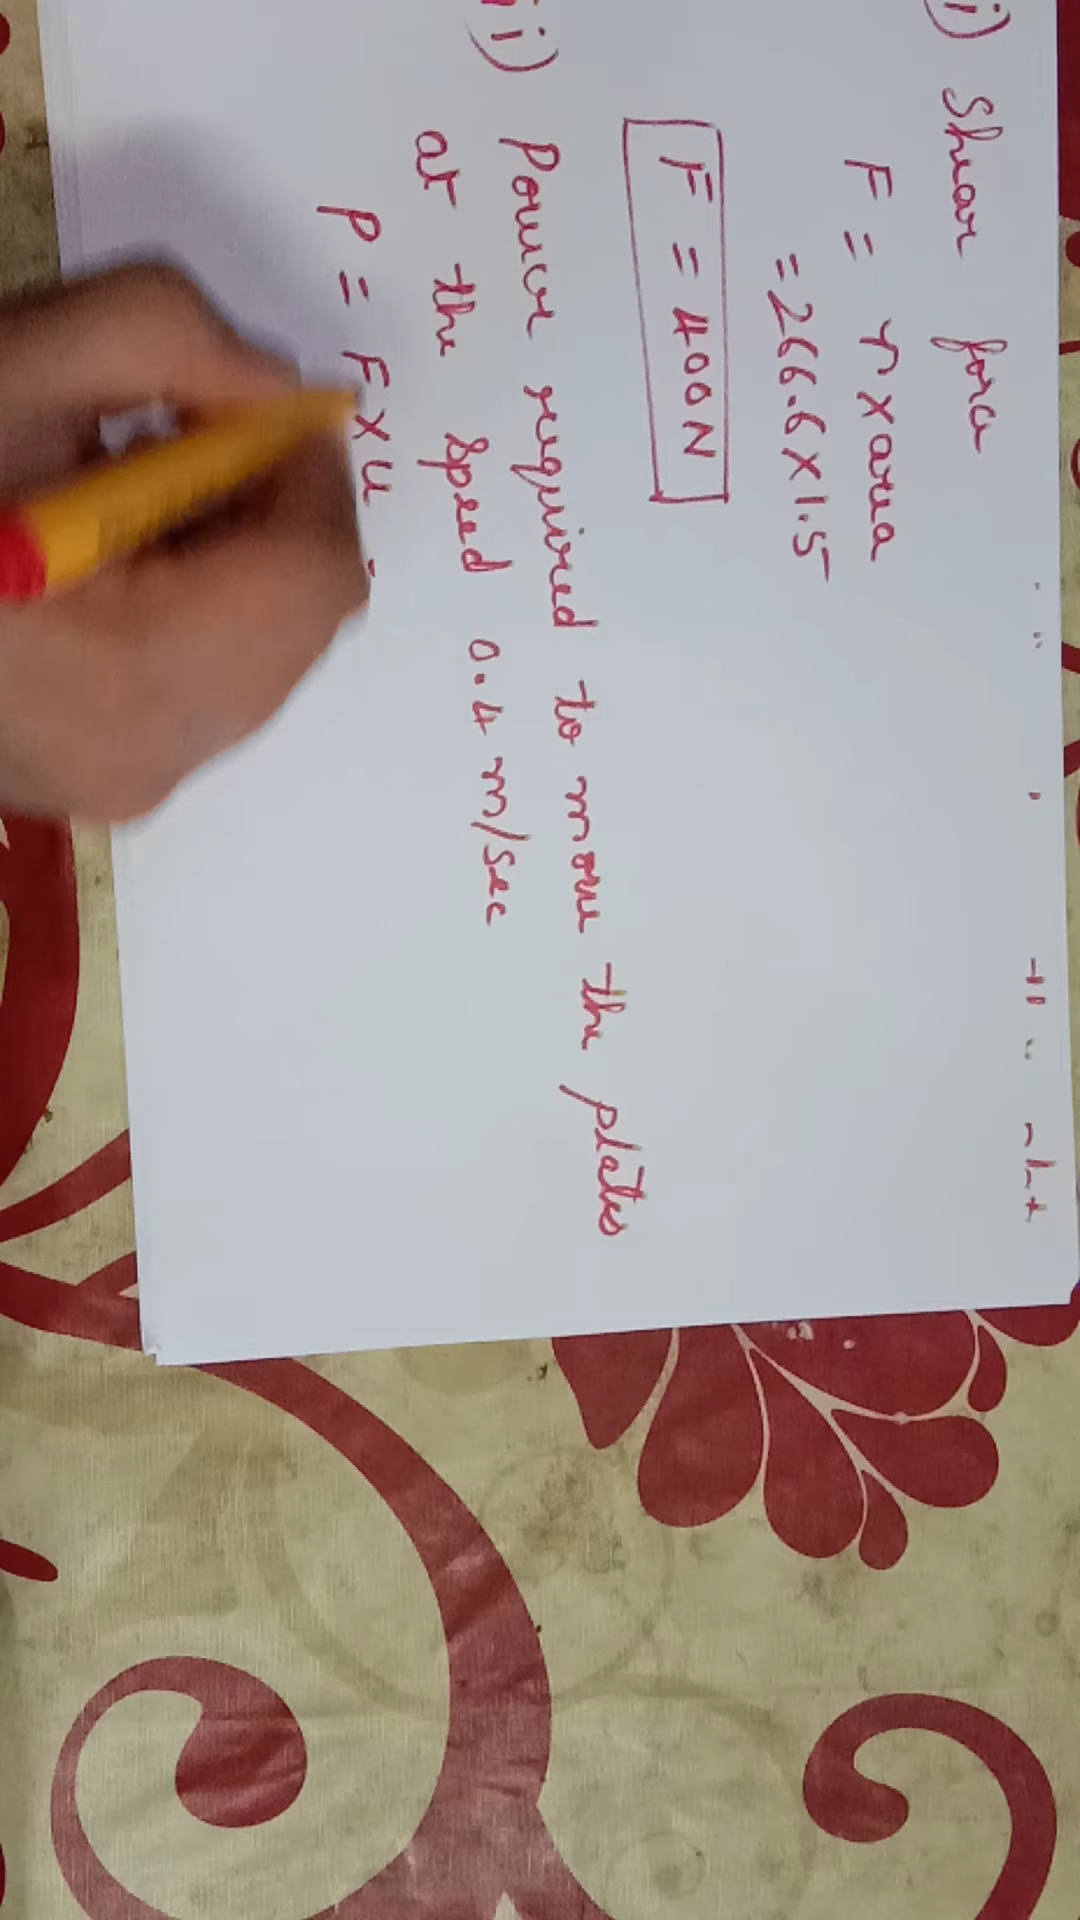 i) Shear force
F = τ × area
= 266.6 × 1.5
F = 400 N
ii) Power required to move the plates
at the speed 0.4 m/sec
P = F × u